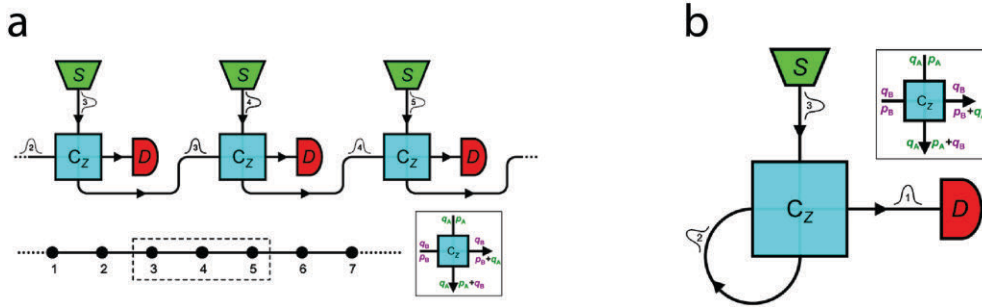 a
S S S
3 4 5
2 C_Z D 3 C_Z D 4 C_Z D
1 2 3 4 5 6 7
q_A p_A
q_B q_B
C_Z
p_B p_B+q_A
q_A p_A+q_B
b
S
3
C_Z
1
D
2
q_A p_A
q_B q_B
C_Z
p_B p_B+q_A
q_A p_A+q_B